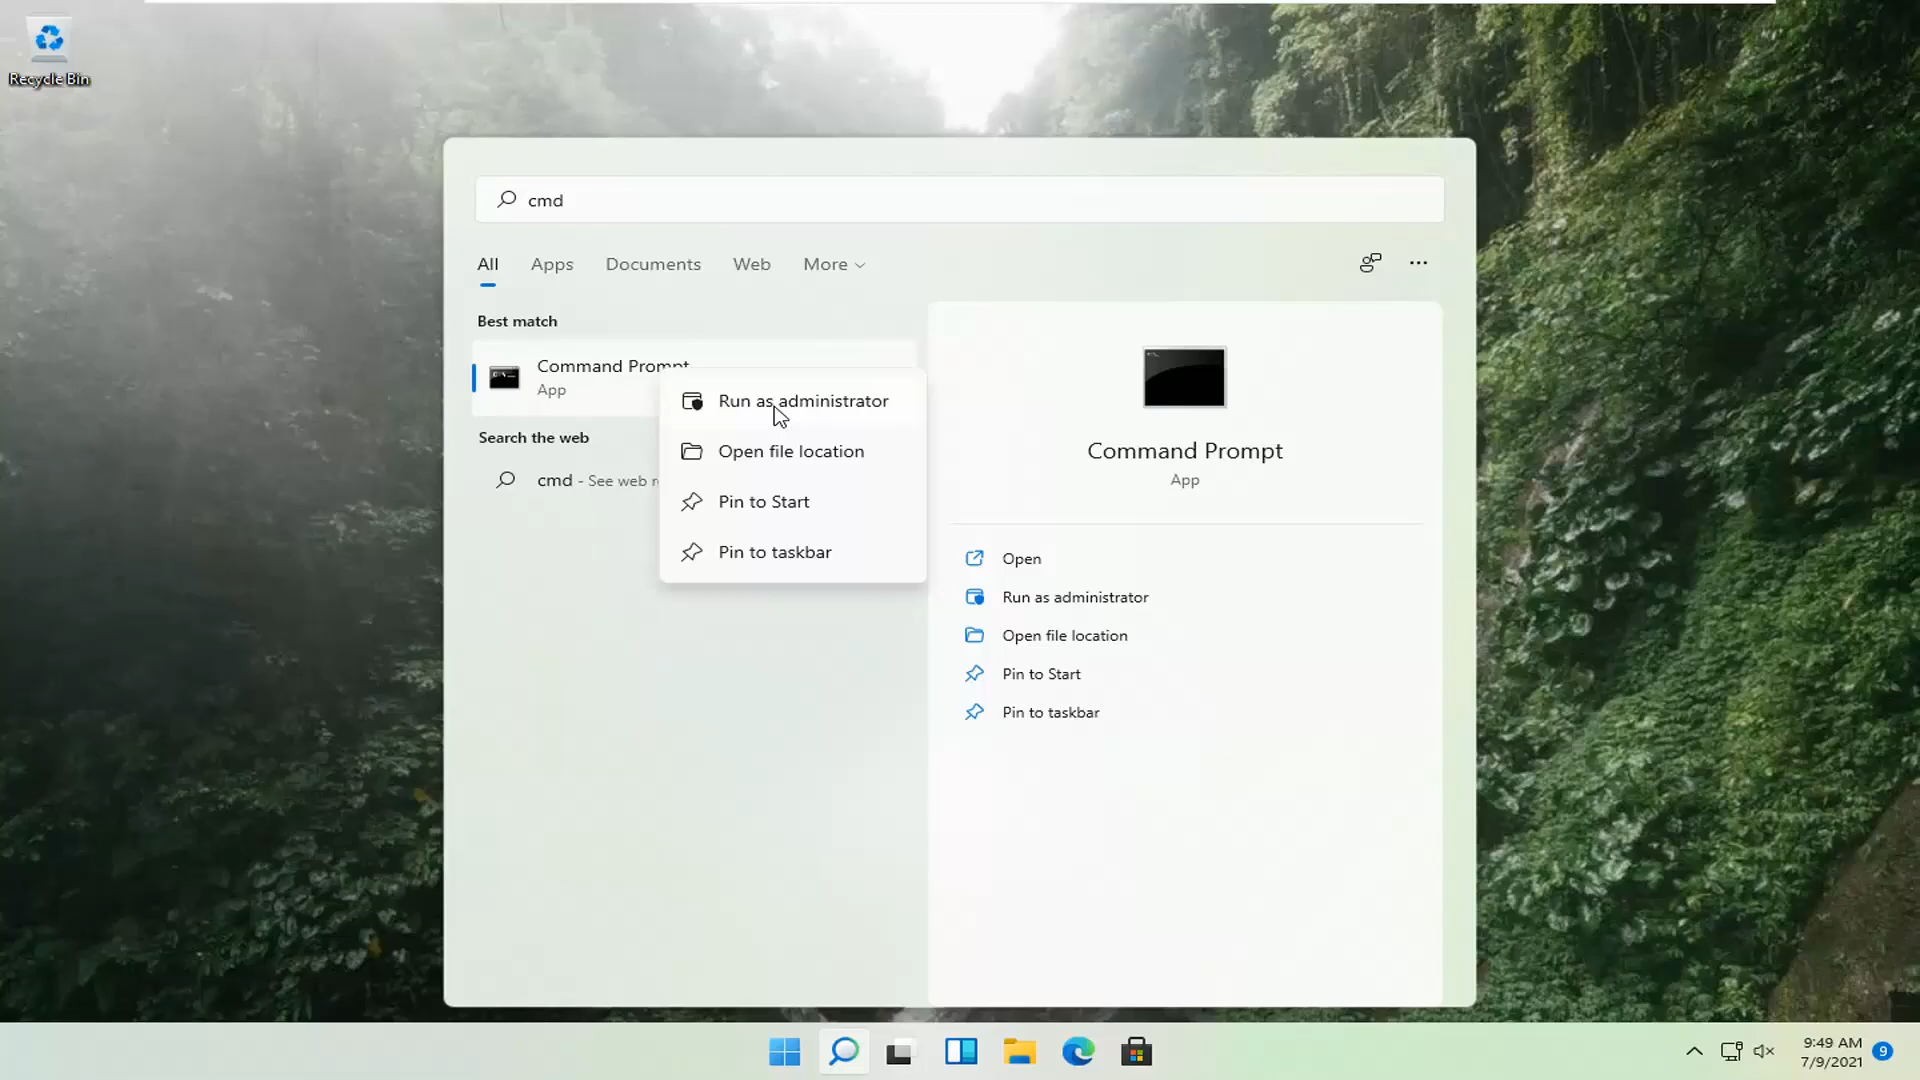 Recycle Bin
cmd
All
Apps
Documents
Web
More
Best match
Command Prompt
App
Search the web
cmd - See web r
Run as administrator
Open file location
Pin to Start
Pin to taskbar
Command Prompt
App
Open
Run as administrator
Open file location
Pin to Start
Pin to taskbar
9:49 AM
7/9/2021
9